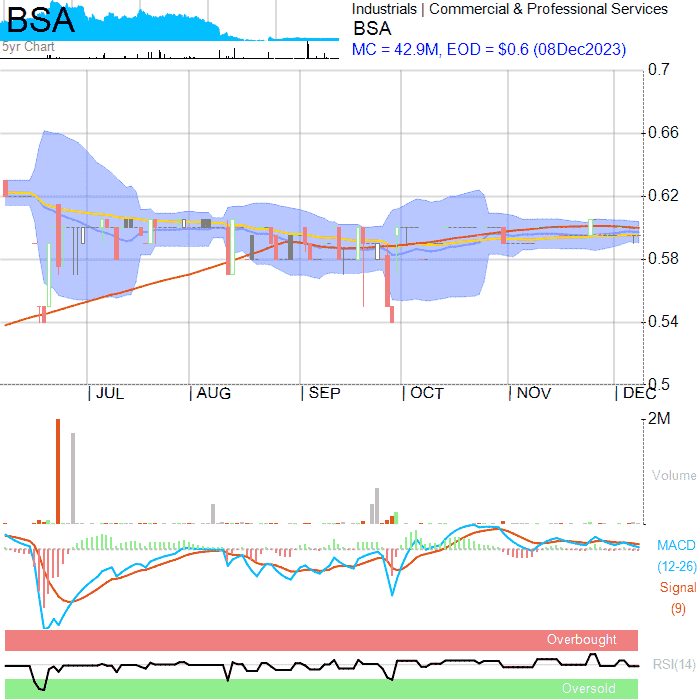 BSA
5yr Chart
Industrials | Commercial & Professional Services
BSA
MC = 42.9M, EOD = $0.6 (08Dec2023)
0.7
0.66
0.62
0.58
0.54
0.5
JUL AUG SEP OCT NOV DEC
2M
Volume
MACD
(12-26)
Signal
(9)
Overbought
RSI(14)
Oversold